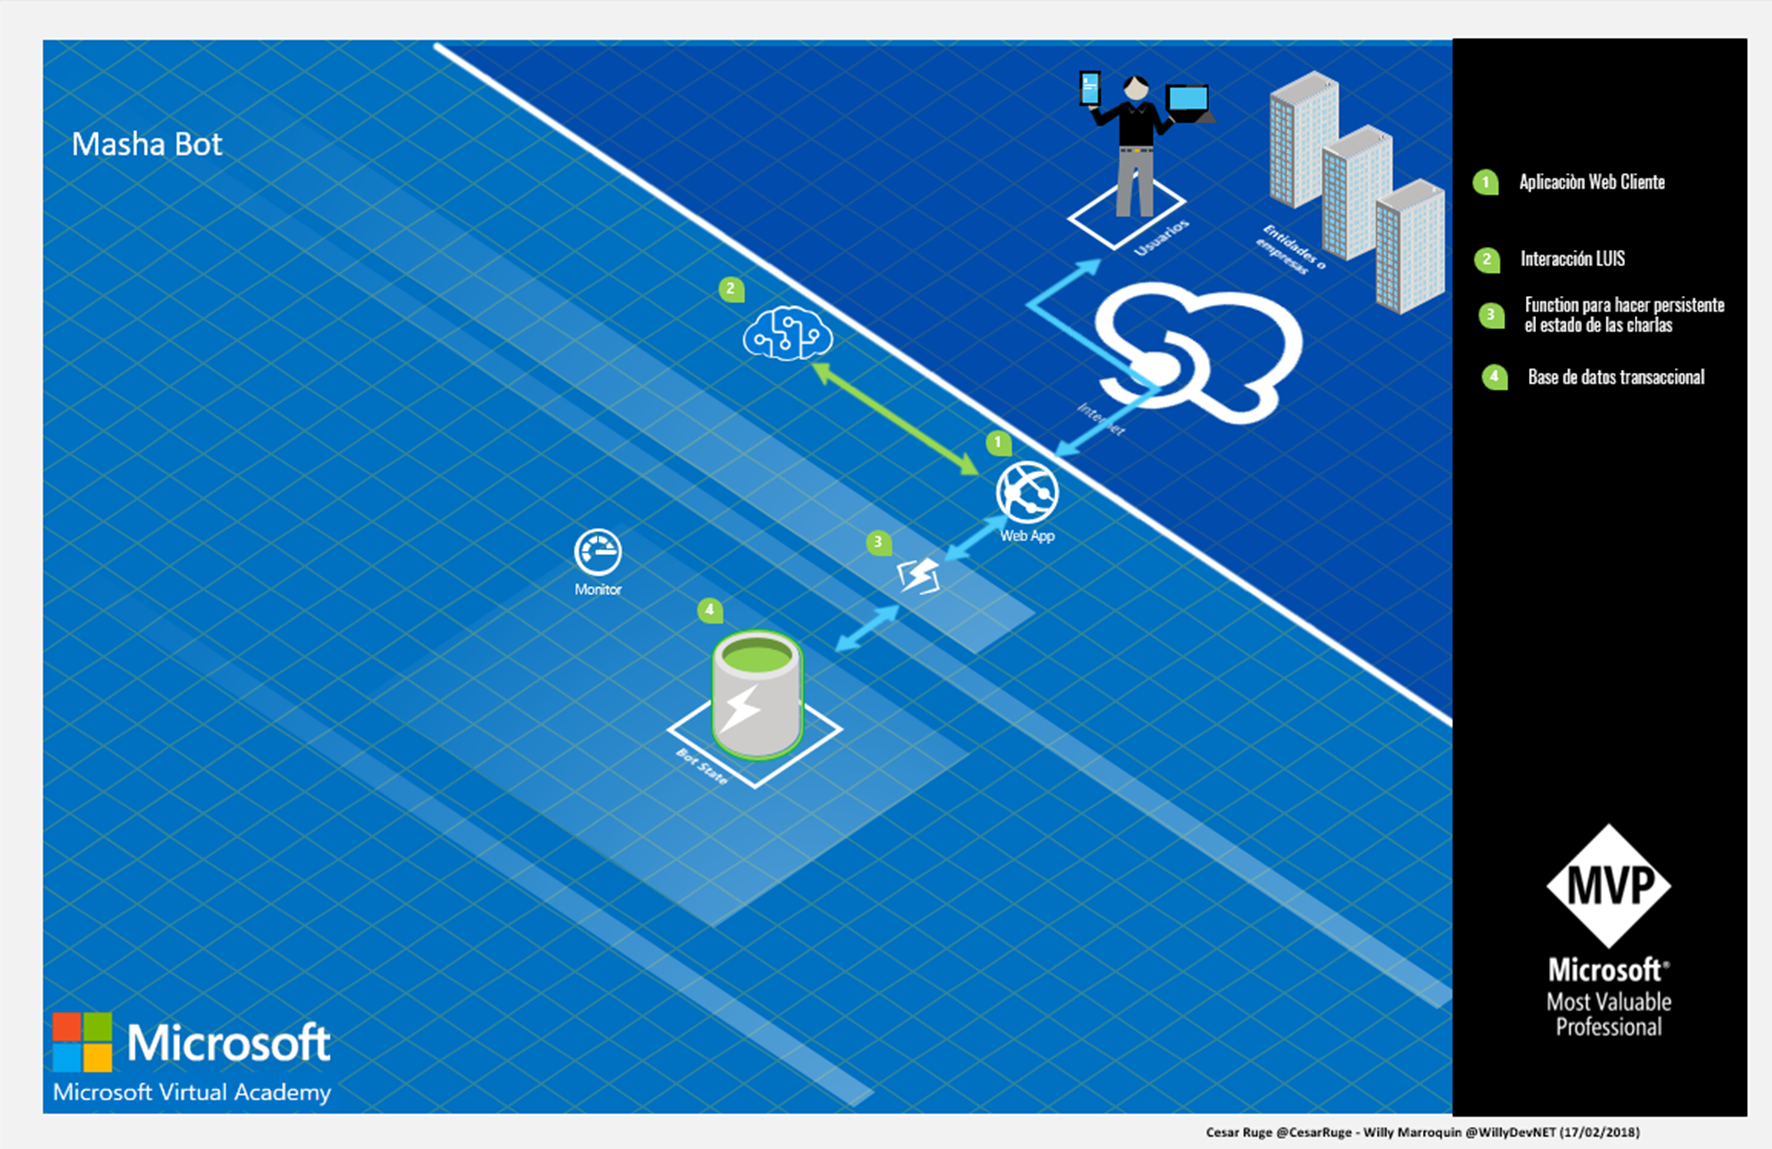 Masha Bot
Usuarios
Entidades o
empresas
Internet
2
1
Web App
3
Monitor
4
Bot State
1 Aplicaciòn Web Cliente
2 Interacción LUIS
3 Function para hacer persistente
el estado de las charlas
4 Base de datos transaccional
MVP
Microsoft®
Most Valuable
Professional
Microsoft
Microsoft Virtual Academy
Cesar Ruge @CesarRuge - Willy Marroquin @WillyDevNET (17/02/2018)